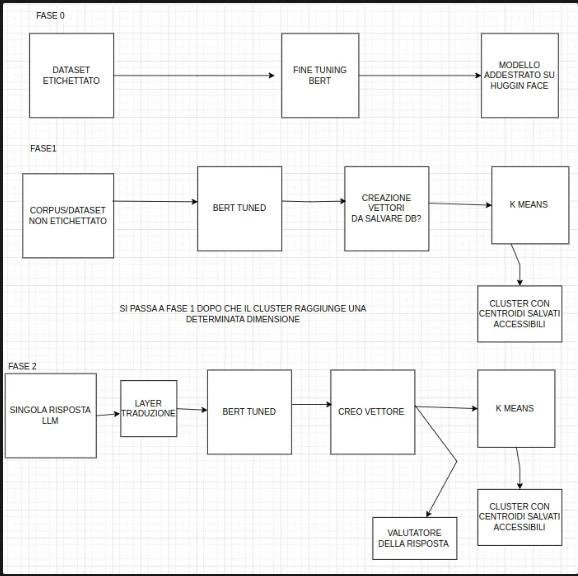 FASE 0
DATASET
ETICHETTATO
FINE TUNING
BERT
MODELLO
ADDESTRATO SU
HUGGIN FACE
FASE1
CORPUS/DATASET
NON ETICHETTATO
BERT TUNED
CREAZIONE
VETTORI
DA SALVARE DB?
K MEANS
CLUSTER CON
CENTROIDI SALVATI
ACCESSIBILI
SI PASSA A FASE 1 DOPO CHE IL CLUSTER RAGGIUNGE UNA
DETERMINATA DIMENSIONE
FASE 2
SINGOLA RISPOSTA
LLM
LAYER
TRADUZIONE
BERT TUNED
CREO VETTORE
K MEANS
CLUSTER CON
CENTROIDI SALVATI
ACCESSIBILI
VALUTATORE
DELLA RISPOSTA